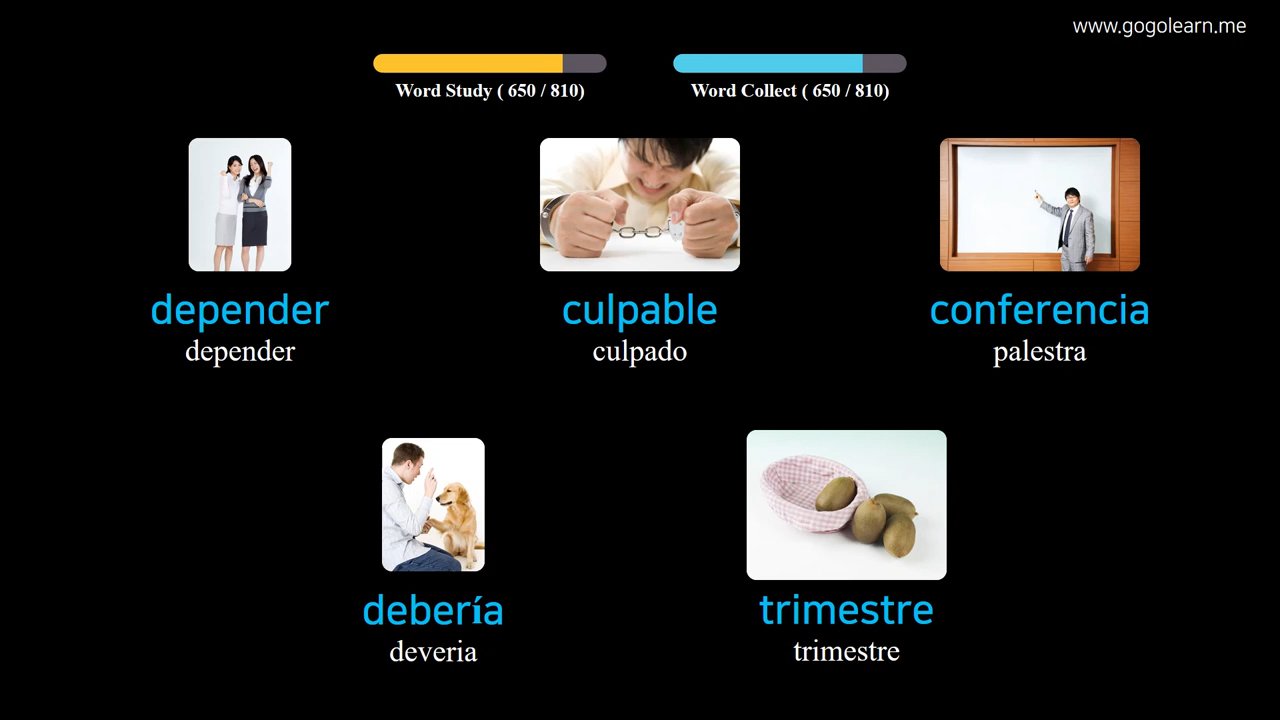 www.gogolearn.me
Word Study ( 650 / 810)
Word Collect ( 650 / 810)
depender
depender
culpable
culpado
conferencia
palestra
debería
deveria
trimestre
trimestre